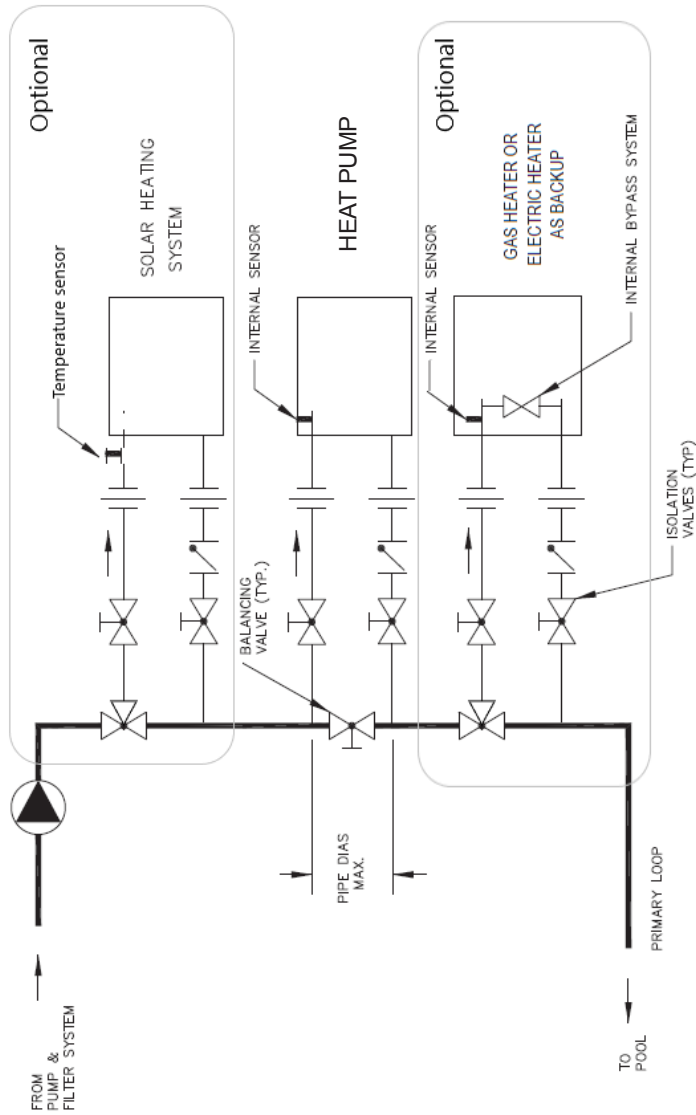 Optional
SOLAR HEATING
SYSTEM
Temperature sensor
HEAT PUMP
INTERNAL SENSOR
Optional
GAS HEATER OR
ELECTRIC HEATER
AS BACKUP
INTERNAL SENSOR
INTERNAL BYPASS SYSTEM
BALANCING
VALVE (TYP.)
ISOLATION
VALVES (TYP)
PIPE DIAS
MAX.
PRIMARY LOOP
FROM
PUMP &
FILTER SYSTEM
TO
POOL